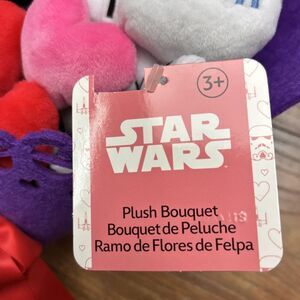 3+
STAR
WARS
Plush Bouquet
Bouquet de Peluche
Ramo de Flores de Felpa